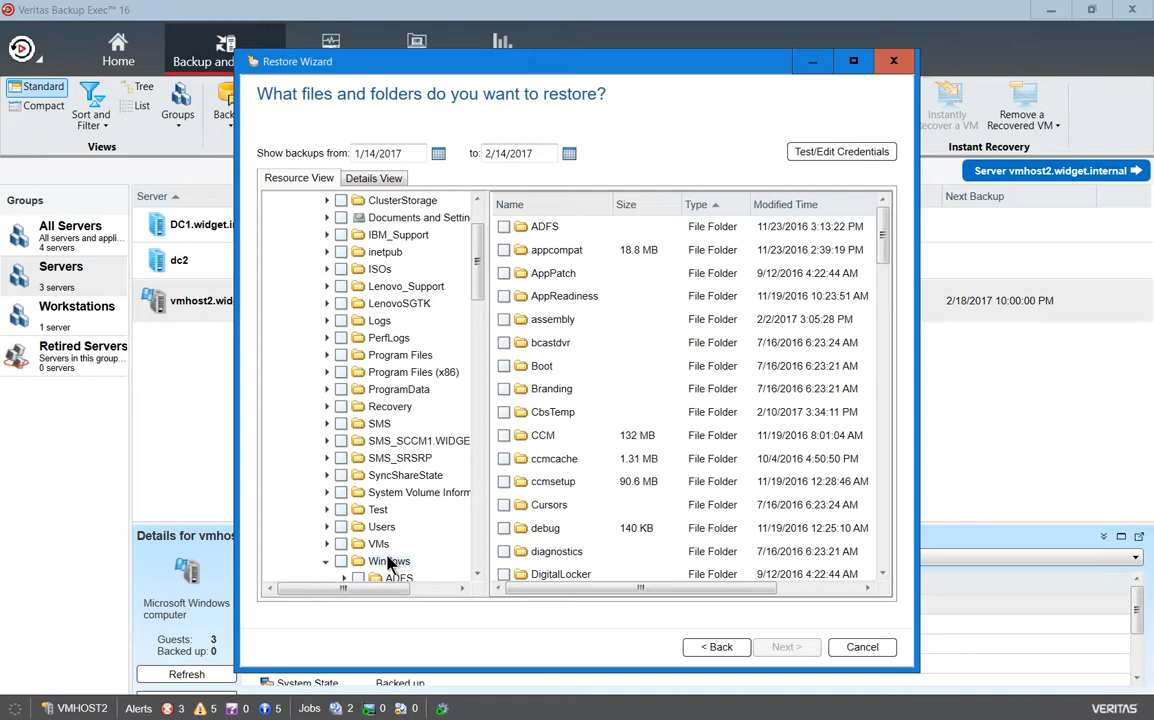 Veritas Backup Exec™ 16
Home
Backup and
Restore Wizard
What files and folders do you want to restore?
Show backups from: 1/14/2017 to: 2/14/2017
Test/Edit Credentials
Resource View Details View
Standard
Compact
Sort and
Filter
Tree
List
Groups
Back
Views
Instantly
Recover a VM
Remove a
Recovered VM
Instant Recovery
Server vmhost2.widget.internal
Groups
All Servers
All servers and appli...
4 servers
Servers
3 servers
Workstations
1 server
Retired Servers
Servers in this group...
0 servers
Server
DC1.widget.in
dc2
vmhost2.wid
Next Backup
2/18/2017 10:00:00 PM
ClusterStorage
Documents and Settin
IBM_Support
inetpub
ISOs
Lenovo_Support
LenovoSGTK
Logs
PerfLogs
Program Files
Program Files (x86)
ProgramData
Recovery
SMS
SMS_SCCM1.WIDGE
SMS_SRSRP
SyncShareState
System Volume Inform
Test
Users
VMs
Windows
ADFS
Name Size Type Modified Time
ADFS File Folder 11/23/2016 3:13:22 PM
appcompat 18.8 MB File Folder 11/23/2016 2:39:19 PM
AppPatch File Folder 9/12/2016 4:22:44 AM
AppReadiness File Folder 11/19/2016 10:23:51 AM
assembly File Folder 2/2/2017 3:05:28 PM
bcastdvr File Folder 7/16/2016 6:23:24 AM
Boot File Folder 7/16/2016 6:23:21 AM
Branding File Folder 7/16/2016 6:23:21 AM
CbsTemp File Folder 2/10/2017 3:34:11 PM
CCM 132 MB File Folder 11/19/2016 8:01:04 AM
ccmcache 1.31 MB File Folder 10/4/2016 4:50:50 PM
ccmsetup 90.6 MB File Folder 11/19/2016 12:28:46 AM
Cursors File Folder 7/16/2016 6:23:24 AM
debug 140 KB File Folder 11/19/2016 12:25:10 AM
diagnostics File Folder 7/16/2016 6:23:21 AM
DigitalLocker File Folder 9/12/2016 4:22:44 AM
< Back Next > Cancel
Details for vmhos
Microsoft Windows
computer
Guests: 3
Backed up: 0
Refresh
System State Backed up
VMHOST2 Alerts 3 5 0 5 Jobs 2 0 0
VERITAS